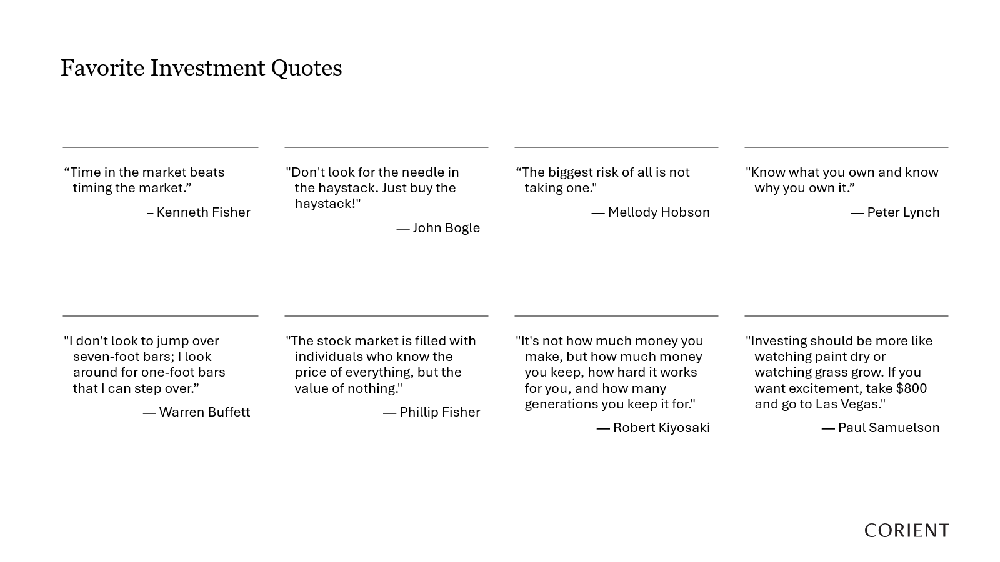 Favorite Investment Quotes
“Time in the market beats
timing the market.”
– Kenneth Fisher
"Don't look for the needle in
the haystack. Just buy the
haystack!"
— John Bogle
“The biggest risk of all is not
taking one."
— Mellody Hobson
"Know what you own and know
why you own it.”
— Peter Lynch
"I don't look to jump over
seven-foot bars; I look
around for one-foot bars
that I can step over.”
— Warren Buffett
"The stock market is filled with
individuals who know the
price of everything, but the
value of nothing."
— Phillip Fisher
"It's not how much money you
make, but how much money
you keep, how hard it works
for you, and how many
generations you keep it for."
— Robert Kiyosaki
"Investing should be more like
watching paint dry or
watching grass grow. If you
want excitement, take $800
and go to Las Vegas."
— Paul Samuelson
CORIENT